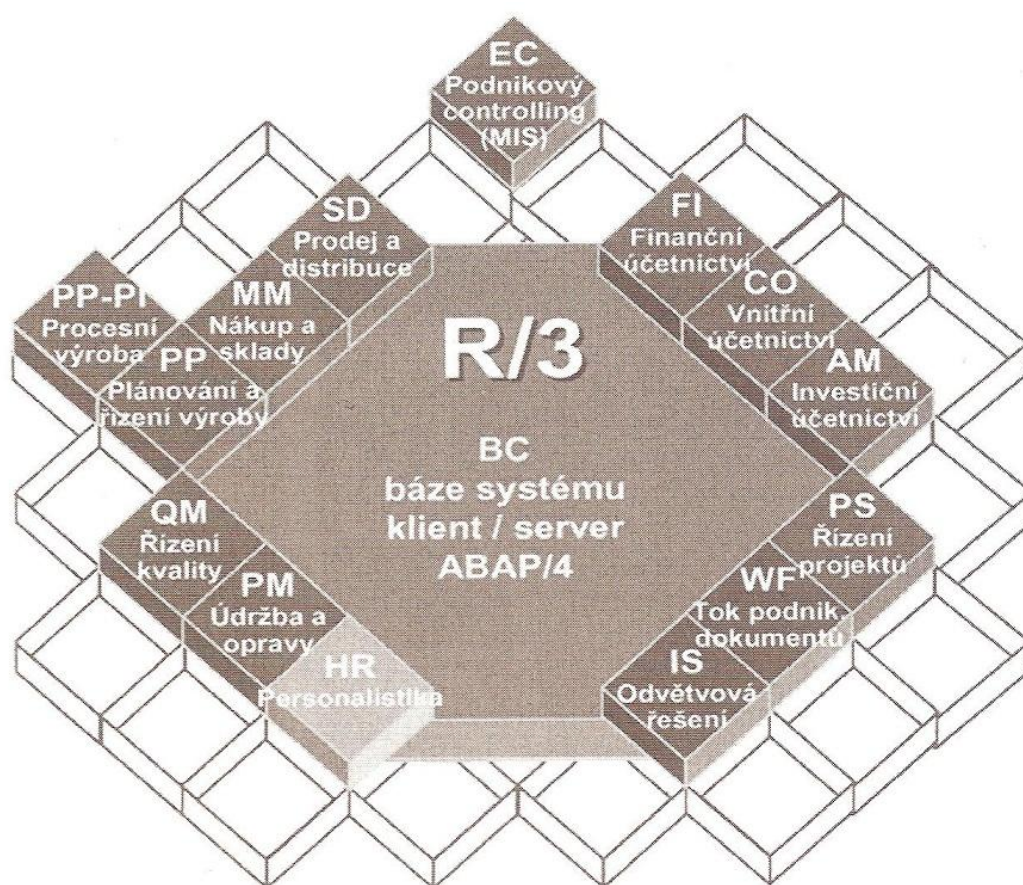 EC
Podnikový
controlling
(MIS)
SD
Prodej a
distribuce
MM
Nákup a
sklady
PP-PI
Procesní
výroba
PP
Plánování a
řízení výroby
FI
Finanční
účetnictví
CO
Vnitřní
účetnictví
AM
Investiční
účetnictví
R/3
BC
báze systému
klient / server
ABAP/4
QM
Řízení
kvality
PM
Údržba a
opravy
HR
Personalistika
PS
Řízení
projektů
WF
Tok podnik.
dokumentů
IS
Odvětvová
řešení